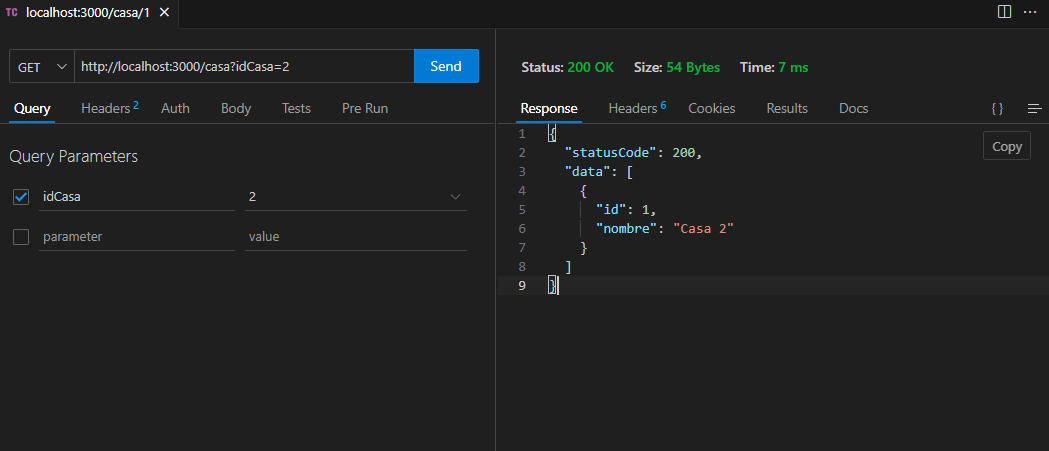 TC localhost:3000/casa/1
GET http://localhost:3000/casa?idCasa=2 Send
Query Headers 2 Auth Body Tests Pre Run
Query Parameters
idCasa 2
parameter value
Status: 200 OK Size: 54 Bytes Time: 7 ms
Response Headers 6 Cookies Results Docs {}
Copy
1 {
2 "statusCode": 200,
3 "data": [
4 {
5 "id": 1,
6 "nombre": "Casa 2"
7 }
8 ]
9 }